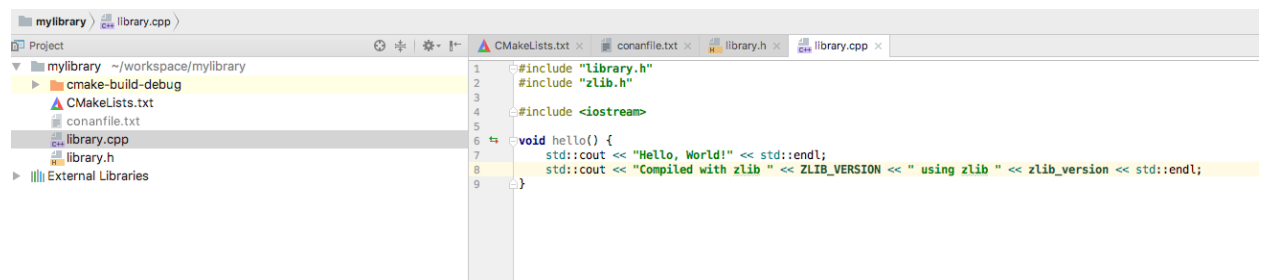 mylibrary library.cpp
Project
CMakeLists.txt conanfile.txt library.h library.cpp
mylibrary ~/workspace/mylibrary
cmake-build-debug
CMakeLists.txt
conanfile.txt
library.cpp
library.h
External Libraries
1 #include "library.h"
2 #include "zlib.h"
3
4 #include <iostream>
5
6 void hello() {
7 std::cout << "Hello, World!" << std::endl;
8 std::cout << "Compiled with zlib " << ZLIB_VERSION << " using zlib " << zlib_version << std::endl;
9 }